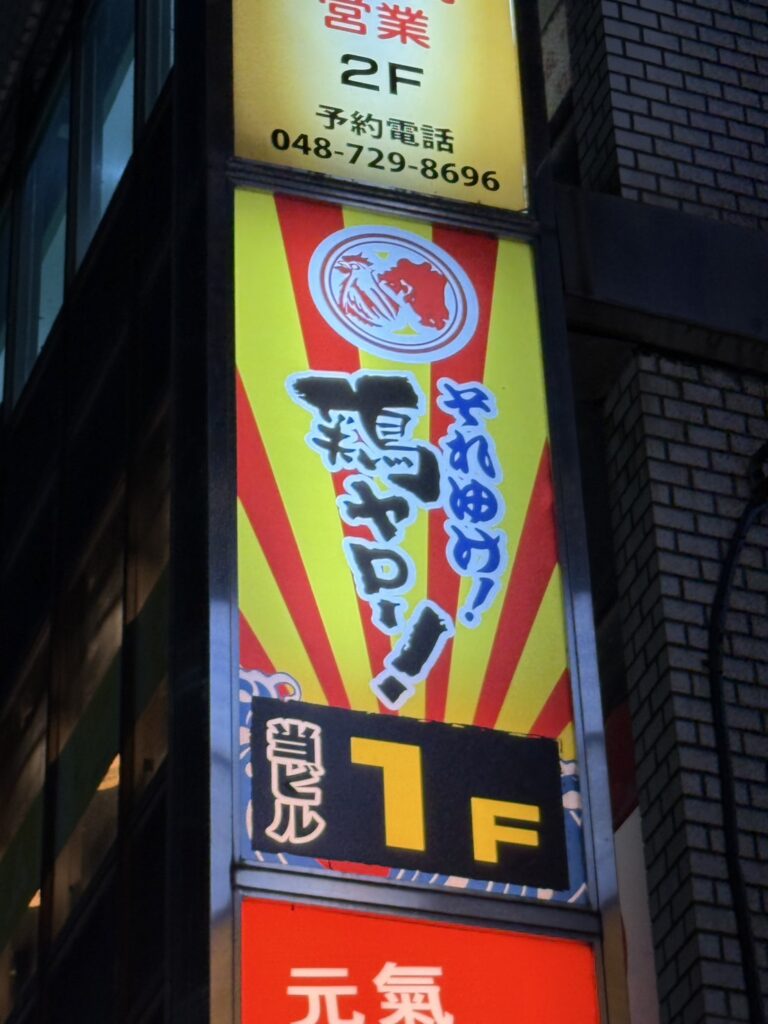 営業
2F
予約電話
048-729-8696
それゆけ!
鶏ヤロー!
当ビル
1F
元氣